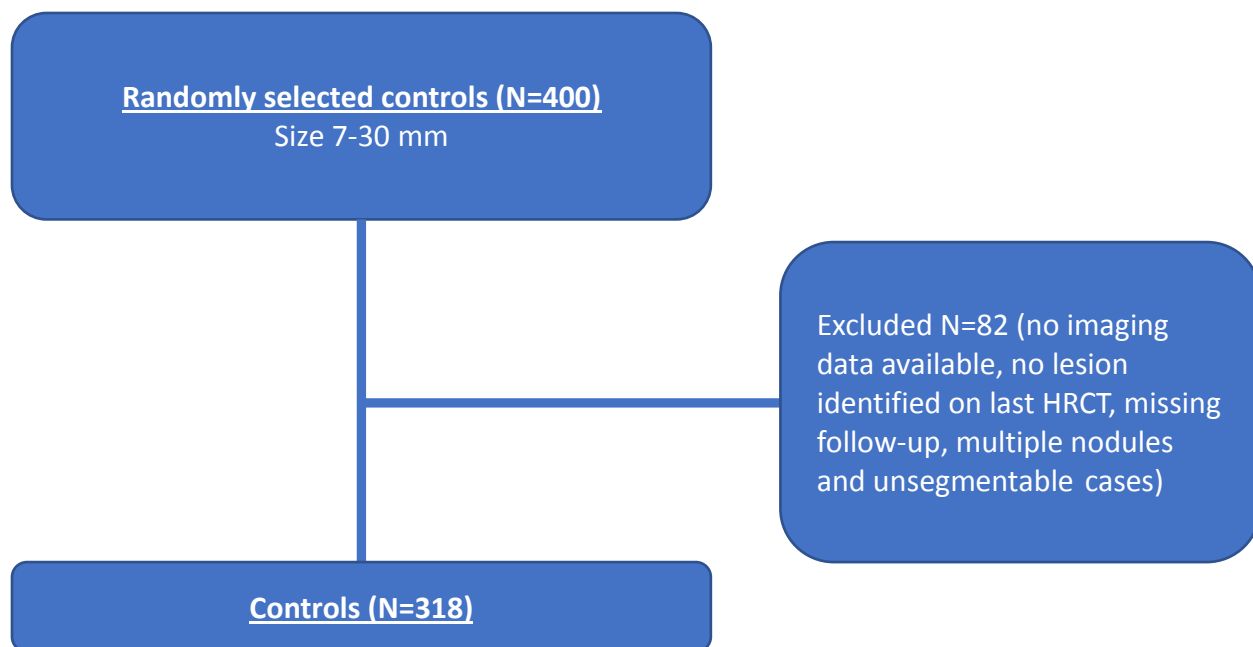 Randomly selected controls (N=400)
Size 7-30 mm
Excluded N=82 (no imaging
data available, no lesion
identified on last HRCT, missing
follow-up, multiple nodules
and unsegmentable cases)
Controls (N=318)